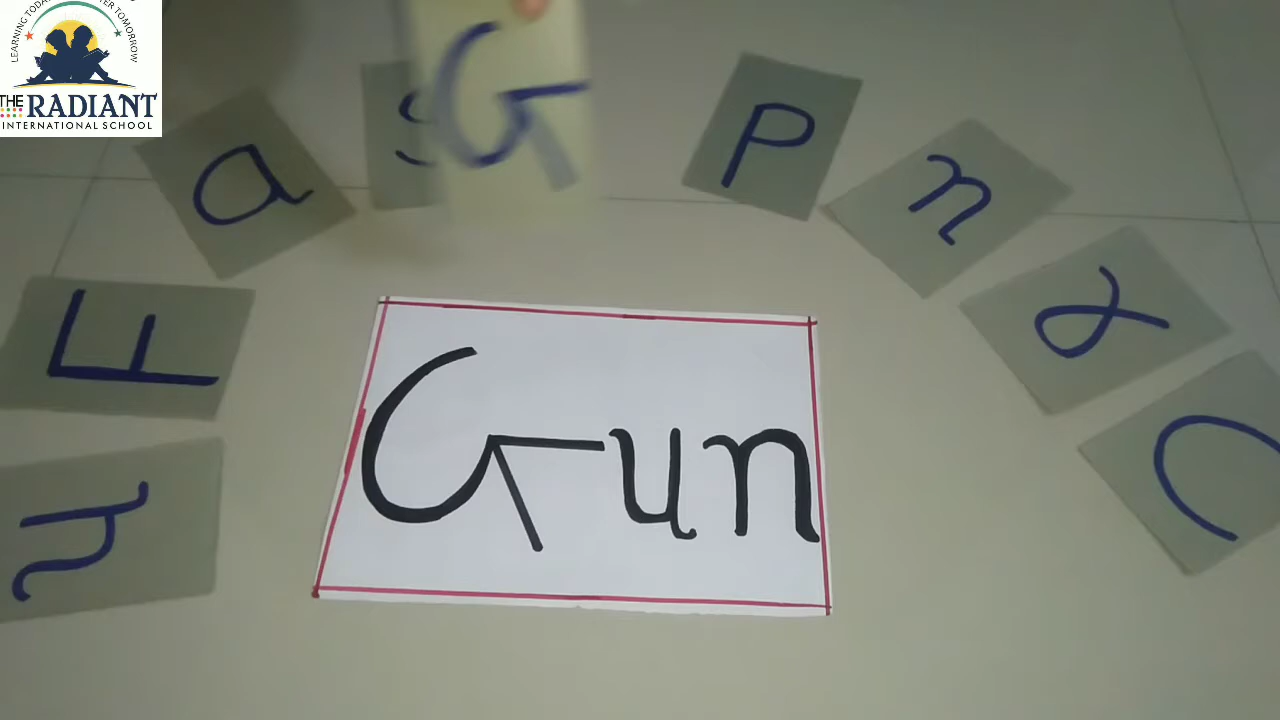 LEARNING TODAY
TOMORROW
THE RADIANT
INTERNATIONAL SCHOOL
G
S
P
a
n
F
u
C
Gun